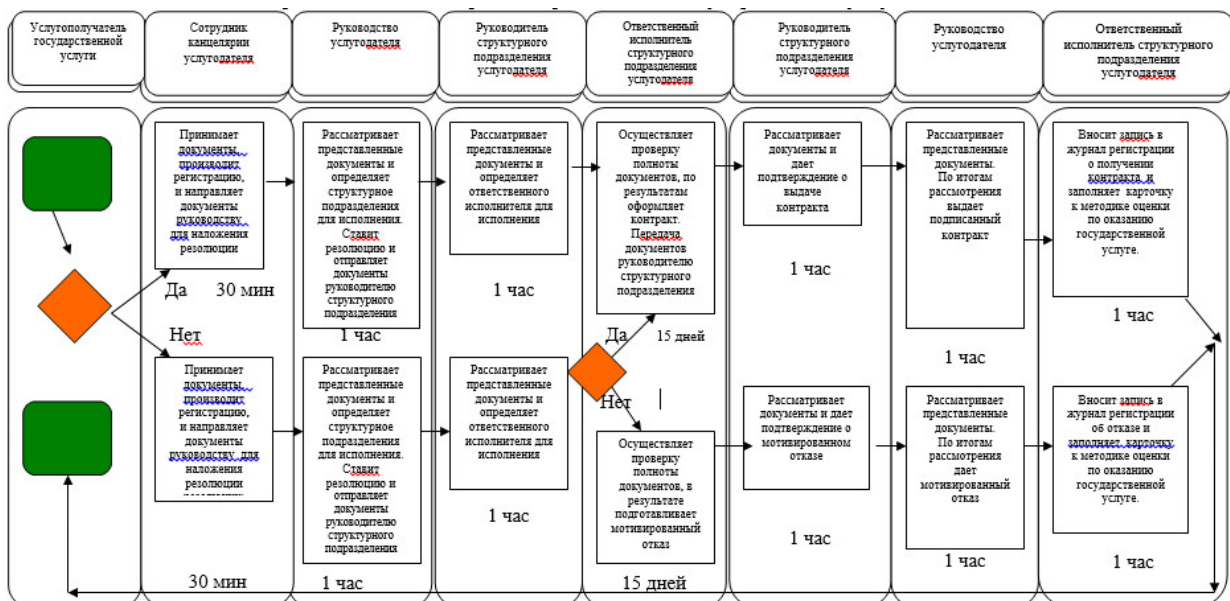 Услугополучатель
государственной
услуги
Сотрудник
канцелярии
услугодателя
Руководство
услугодателя
Руководитель
структурного
подразделения
услугодателя
Ответственный
исполнитель
структурного
подразделения
услугодателя
Руководитель
структурного
подразделения
услугодателя
Руководство
услугодателя
Ответственный
исполнитель структурного
подразделения
услугодателя
Принимает
документы,
производит
регистрацию,
и направляет
документы
руководству
для наложения
резолюции
Да
30 мин
Рассматривает
представленные
документы и
определяет
структурное
подразделения
для исполнения.
Ставит
резолюцию и
отправляет
документы
руководителю
структурного
подразделения
1 час
Рассматривает
представленные
документы и
определяет
ответственного
исполнителя для
исполнения
1 час
Осуществляет
проверку
полноты
документов, по
результатам
оформляет
контракт.
Передача
документов
руководителю
структурного
подразделения
Да
15 дней
Рассматривает
документы и
дает
подтверждение о
выдаче
контракта
1 час
Рассматривает
представленные
документы.
По итогам
рассмотрения
выдает
подписанный
контракт
1 час
Вносит запись в
журнал регистрации
о получении
контракта и
заполняет карточку
к методике оценки
по оказанию
государственной
услуге.
1 час
Нет
Принимает
документы,
производит
регистрацию,
и направляет
документы
руководству для
наложения
резолюции
30 мин
Рассматривает
представленные
документы и
определяет
структурное
подразделения
для исполнения.
Ставит
резолюцию и
отправляет
документы
руководителю
структурного
подразделения
1 час
Рассматривает
представленные
документы и
определяет
ответственного
исполнителя для
исполнения
1 час
Нет
Осуществляет
проверку
полноты
документов, в
результате
подготавливает
мотивированный
отказ
15 дней
Рассматривает
документы и дает
подтверждение о
мотивированном
отказе
1 час
Рассматривает
представленные
документы.
По итогам
рассмотрения
дает
мотивированный
отказ
1 час
Вносит запись в
журнал регистрации
об отказе и
заполняет карточку
к методике оценки
по оказанию
государственной
услуге.
1 час